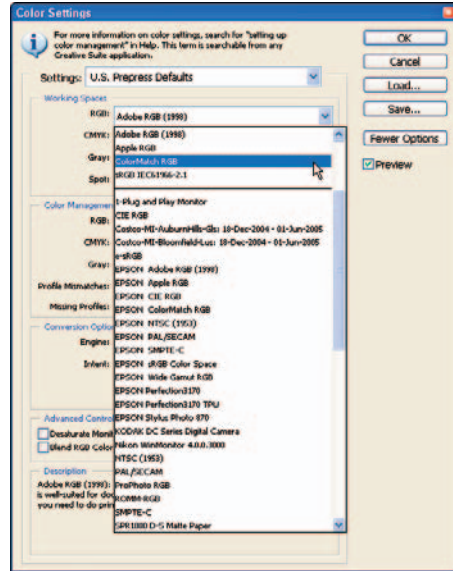 Color Settings
For more information on color settings, search for "setting up
color management" in Help. This term is searchable from any
Creative Suite application.
OK
Cancel
Load...
Save...
Fewer Options
Preview
Settings: U.S. Prepress Defaults
Working Spaces
RGB: Adobe RGB (1998)
CMYK:
Gray:
Spot:
Adobe RGB (1998)
Apple RGB
ColorMatch RGB
sRGB IEC61966-2.1
1-Plug and Play Monitor
CIE RGB
Costco-MI-AuburnHills-Gls: 18-Dec-2004 - 01-Jun-2005
Costco-MI-Bloomfield-Lus: 18-Dec-2004 - 01-Jun-2005
e-sRGB
EPSON Adobe RGB (1998)
EPSON Apple RGB
EPSON CIE RGB
EPSON ColorMatch RGB
EPSON NTSC (1953)
EPSON PAL/SECAM
EPSON SMPTE-C
EPSON sRGB Color Space
EPSON Wide Gamut RGB
EPSON Perfection3170
EPSON Perfection3170 TPU
EPSON Stylus Photo 870
KODAK DC Series Digital Camera
Nikon WinMonitor 4.0.0.3000
NTSC (1953)
PAL/SECAM
ProPhoto RGB
ROMM-RGB
SMPTE-C
SPR1800 D-S Matte Paper
Color Managemen
RGB:
CMYK:
Gray:
Profile Mismatches:
Missing Profiles:
Conversion Optio
Engine:
Intent:
Advanced Contro
Desaturate Monit
Blend RGB Color
Description
Adobe RGB (1998):
is well-suited for doc
you need to do prin